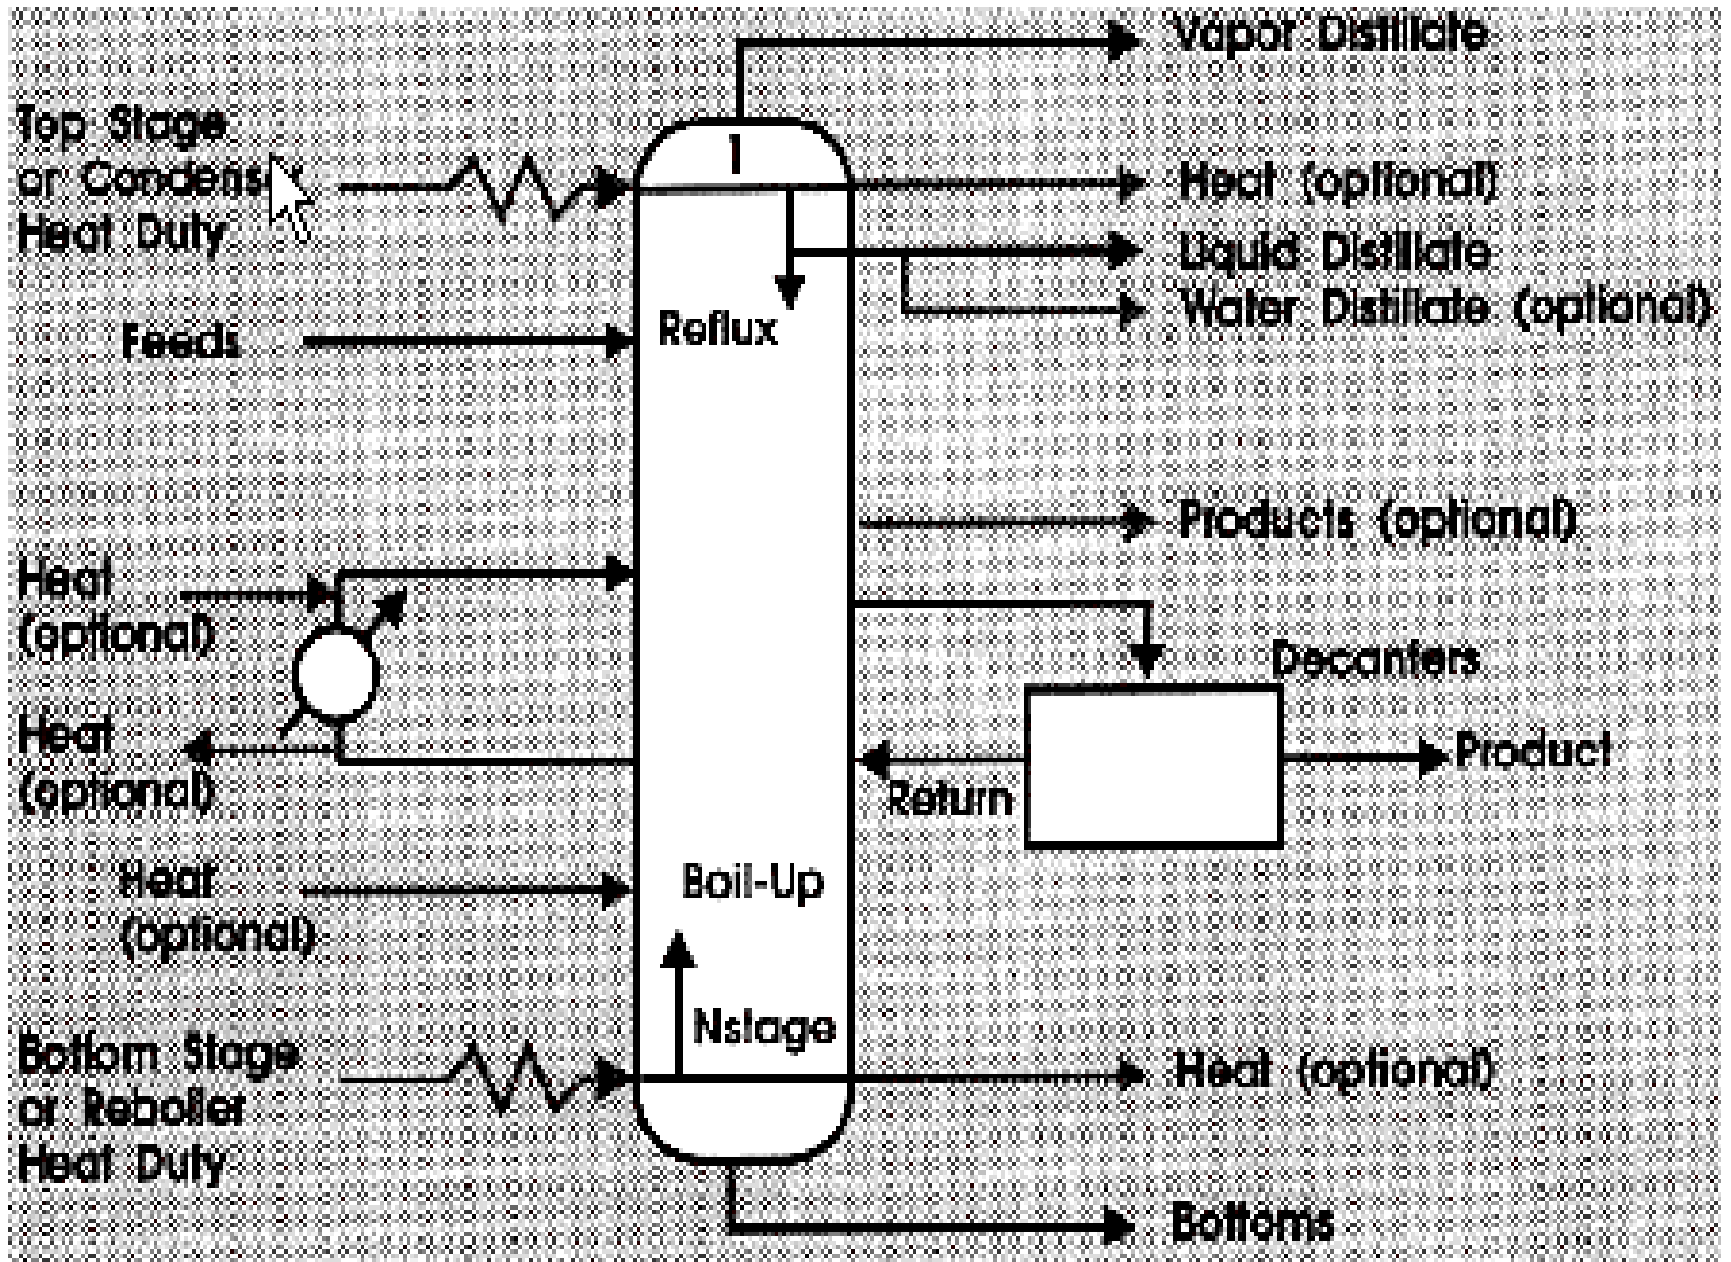 Vapor Distillate
Top Stage
or Condenser
Heat Duty
1
Heat (optional)
Liquid Distillate
Water Distillate (optional)
Feeds
Reflux
Products (optional)
Heat
(optional)
Decanters
Heat
(optional)
Product
Return
Heat
(optional)
Boil-Up
Nstage
Bottom Stage
or Reboiler
Heat Duty
Heat (optional)
Bottoms